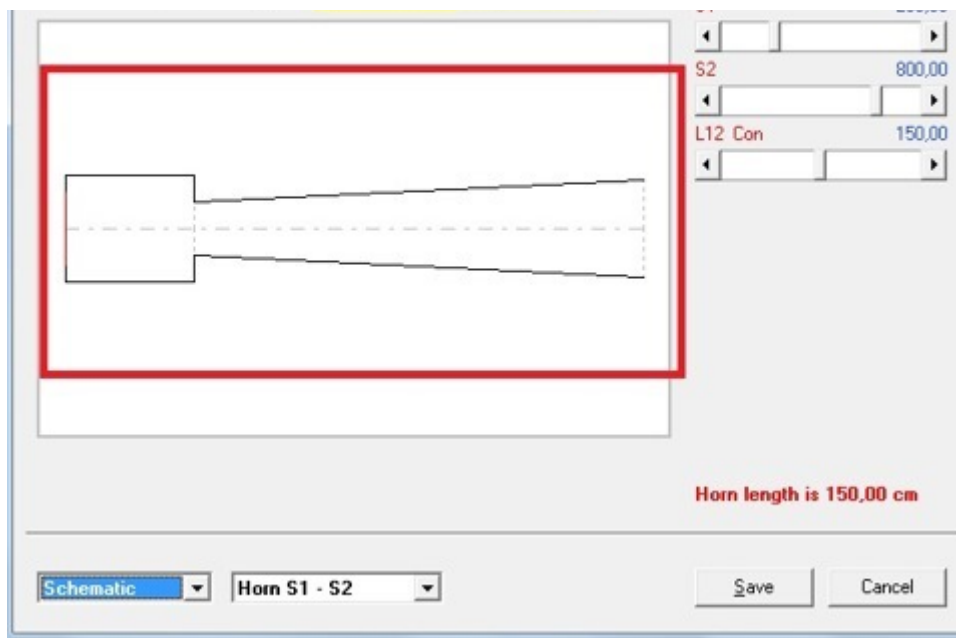 S2 800,00
L12 Con 150,00
Horn length is 150,00 cm
Schematic Horn S1 - S2 Save Cancel